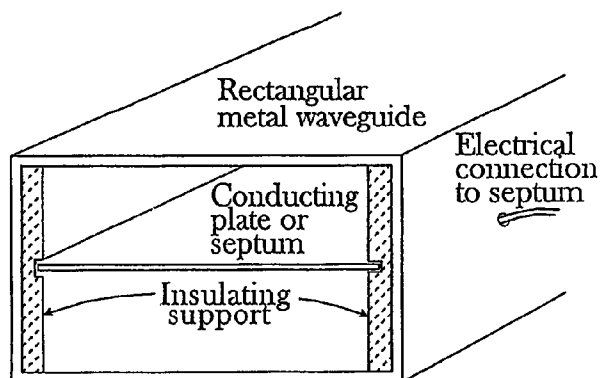 Rectangular
metal waveguide
Electrical
connection
to septum
Conducting
plate or
septum
Insulating
support